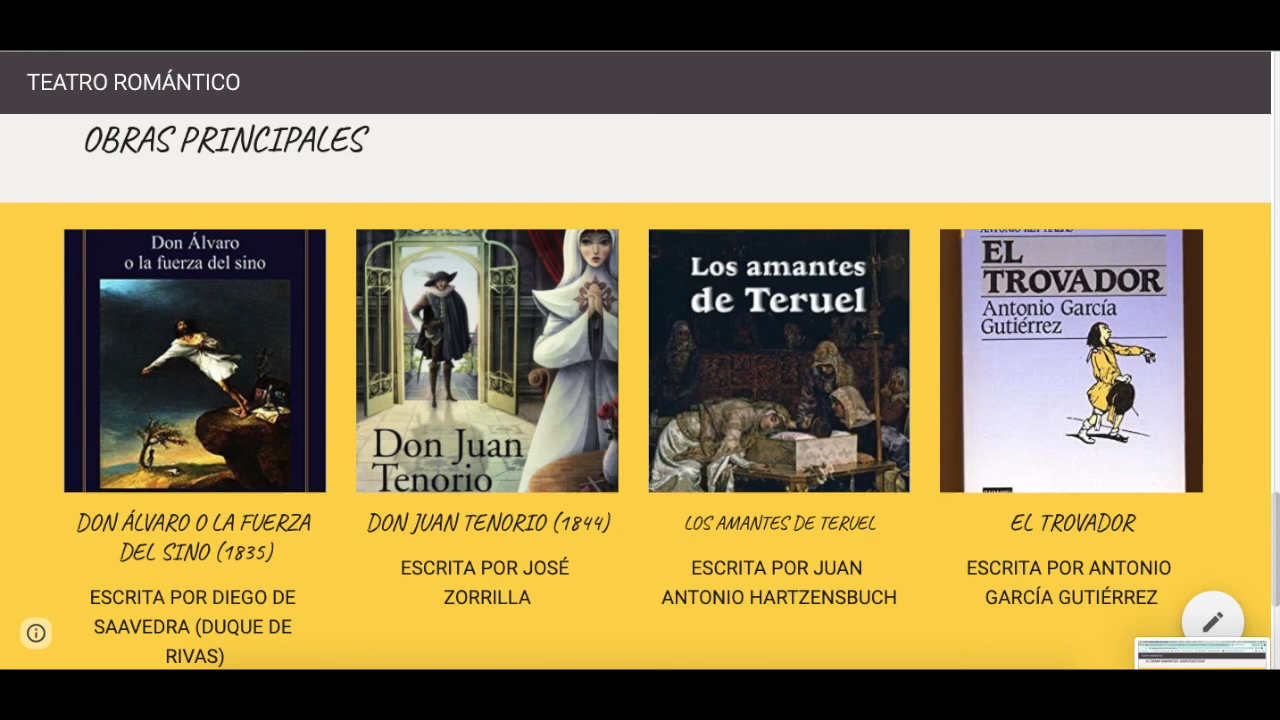 TEATRO ROMÁNTICO
OBRAS PRINCIPALES
Don Álvaro
o la fuerza del sino
Don Juan
Tenorio
Los amantes
de Teruel
EL
TROVADOR
Antonio García
Gutiérrez
DON ÁLVARO O LA FUERZA
DEL SINO (1835)
ESCRITA POR DIEGO DE
SAAVEDRA (DUQUE DE
RIVAS)
DON JUAN TENORIO (1844)
ESCRITA POR JOSÉ
ZORRILLA
LOS AMANTES DE TERUEL
ESCRITA POR JUAN
ANTONIO HARTZENSBUCH
EL TROVADOR
ESCRITA POR ANTONIO
GARCÍA GUTIÉRREZ